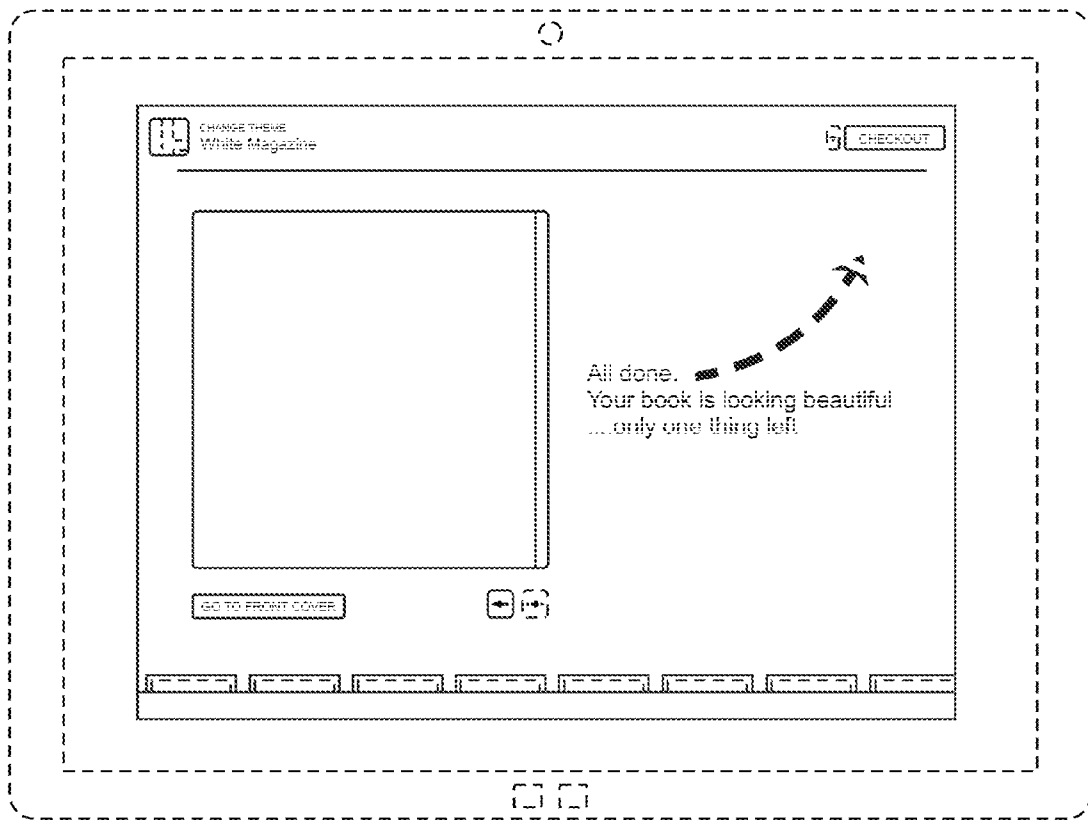 CHANGE THEME
White Magazine
CHECKOUT
All done.
Your book is looking beautiful
....only one thing left
GO TO FRONT COVER